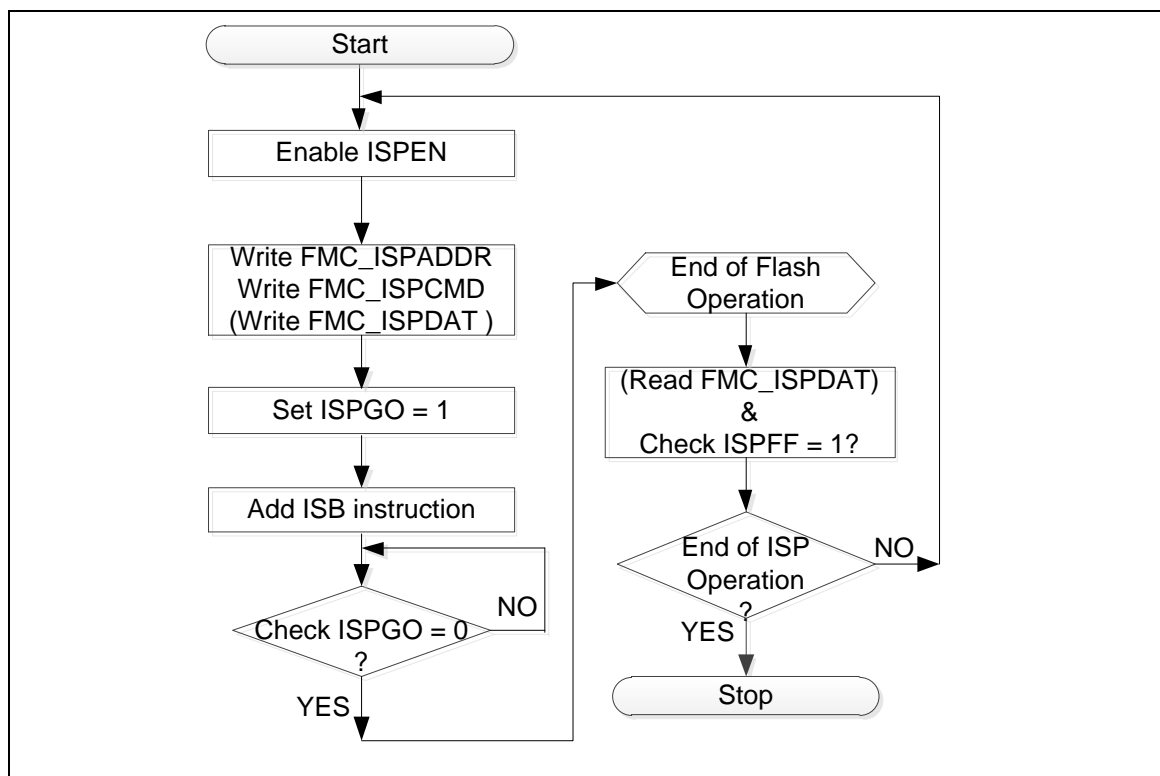 Start
Enable ISPEN
Write FMC_ISPADDR
Write FMC_ISPCMD
(Write FMC_ISPDAT )
Set ISPGO = 1
Add ISB instruction
Check ISPGO = 0
?
NO
YES
End of Flash
Operation
(Read FMC_ISPDAT)
&
Check ISPFF = 1?
End of ISP
Operation
?
NO
YES
Stop